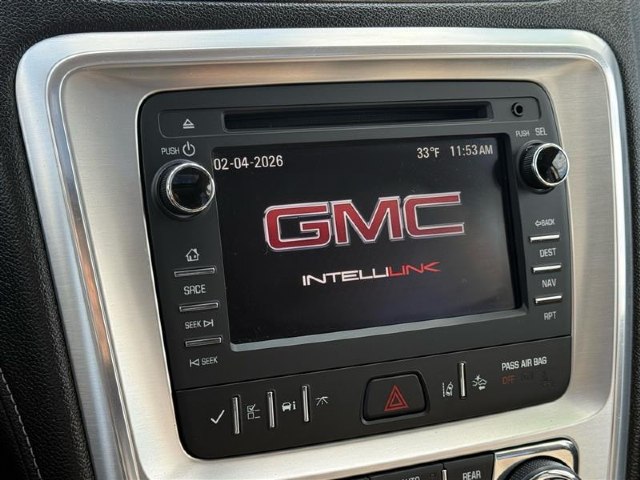 PUSH
SEL
PUSH
02-04-2026
33°F 11:53 AM
GMC
INTELLILINK
BACK
DEST
NAV
RPT
SRCE
SEEK
SEEK
PASS AIR BAG
OFF
REAR